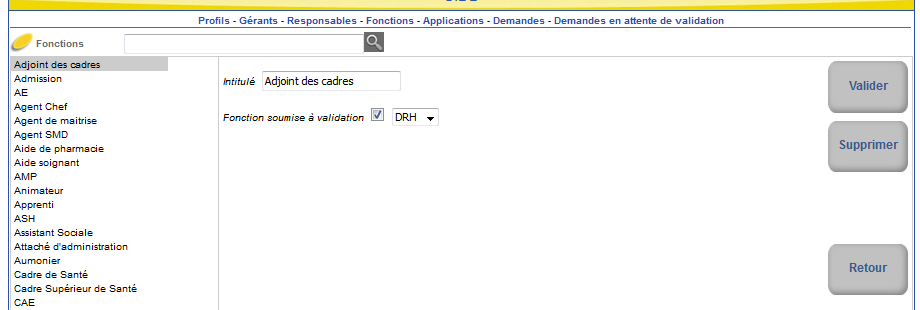 Profils - Gérants - Responsables - Fonctions - Applications - Demandes - Demandes en attente de validation
Fonctions
Adjoint des cadres
Admission
AE
Agent Chef
Agent de maitrise
Agent SMD
Aide de pharmacie
Aide soignant
AMP
Animateur
Apprenti
ASH
Assistant Sociale
Attaché d'administration
Aumonier
Cadre de Santé
Cadre Supérieur de Santé
CAE
Intitulé Adjoint des cadres
Fonction soumise à validation DRH
Valider
Supprimer
Retour